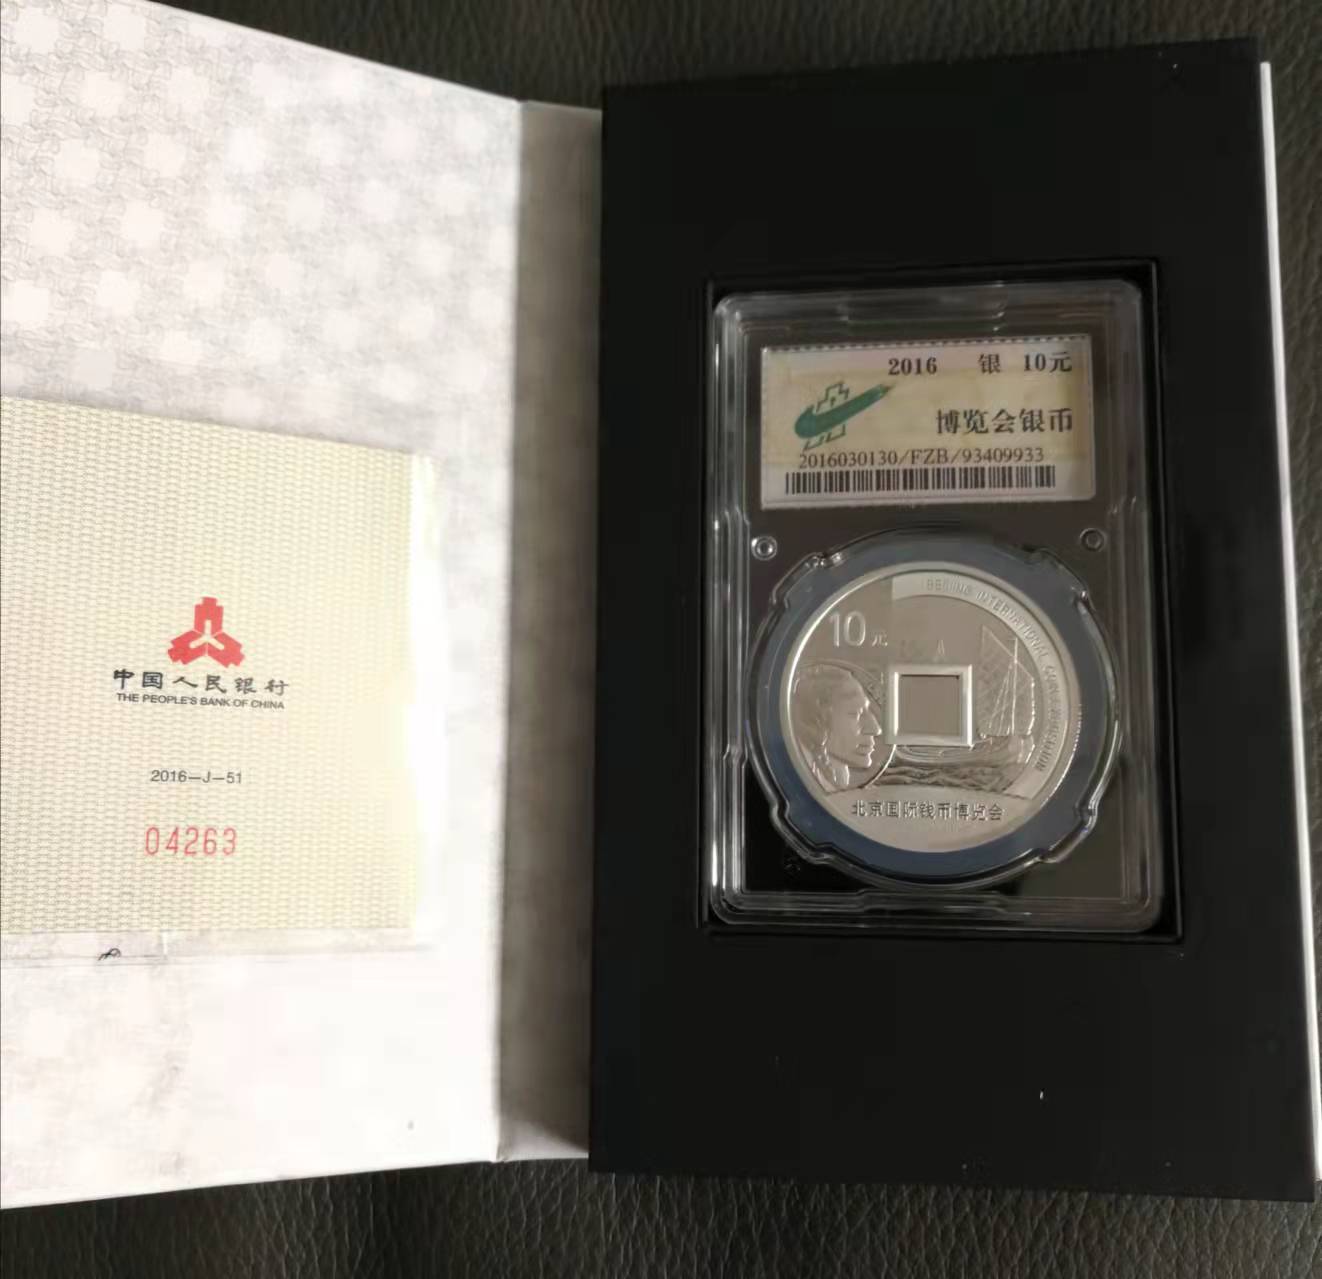 中国人民银行
THE PEOPLE'S BANK OF CHINA
2016—J—51
04263
2016 银 10元
博览会银币
2016030130/FZB/93409933
10元
BEIJING INTERNATIONAL COINS EXPOSITION
北京国际钱币博览会